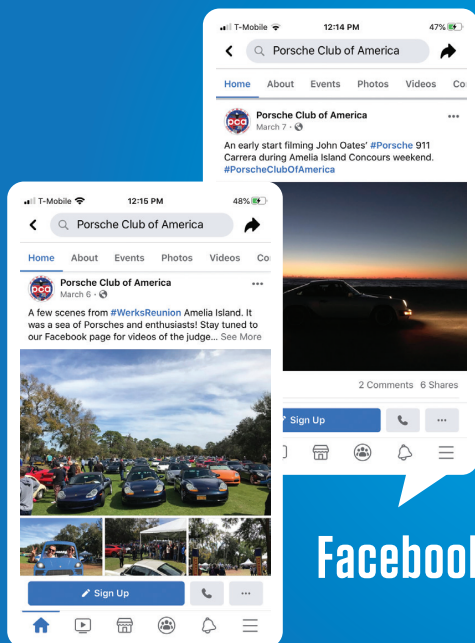 T-Mobile 12:14 PM 47%
Porsche Club of America
Home About Events Photos Videos Co
pca Porsche Club of America
March 7 ·
An early start filming John Oates' #Porsche 911
Carrera during Amelia Island Concours weekend.
#PorscheClubOfAmerica
2 Comments 6 Shares
Sign Up
T-Mobile 12:15 PM 48%
Porsche Club of America
Home About Events Photos Videos Co
pca Porsche Club of America
March 6 ·
A few scenes from #WerksReunion Amelia Island. It
was a sea of Porsches and enthusiasts! Stay tuned to
our Facebook page for videos of the judge... See More
Sign Up
Facebook